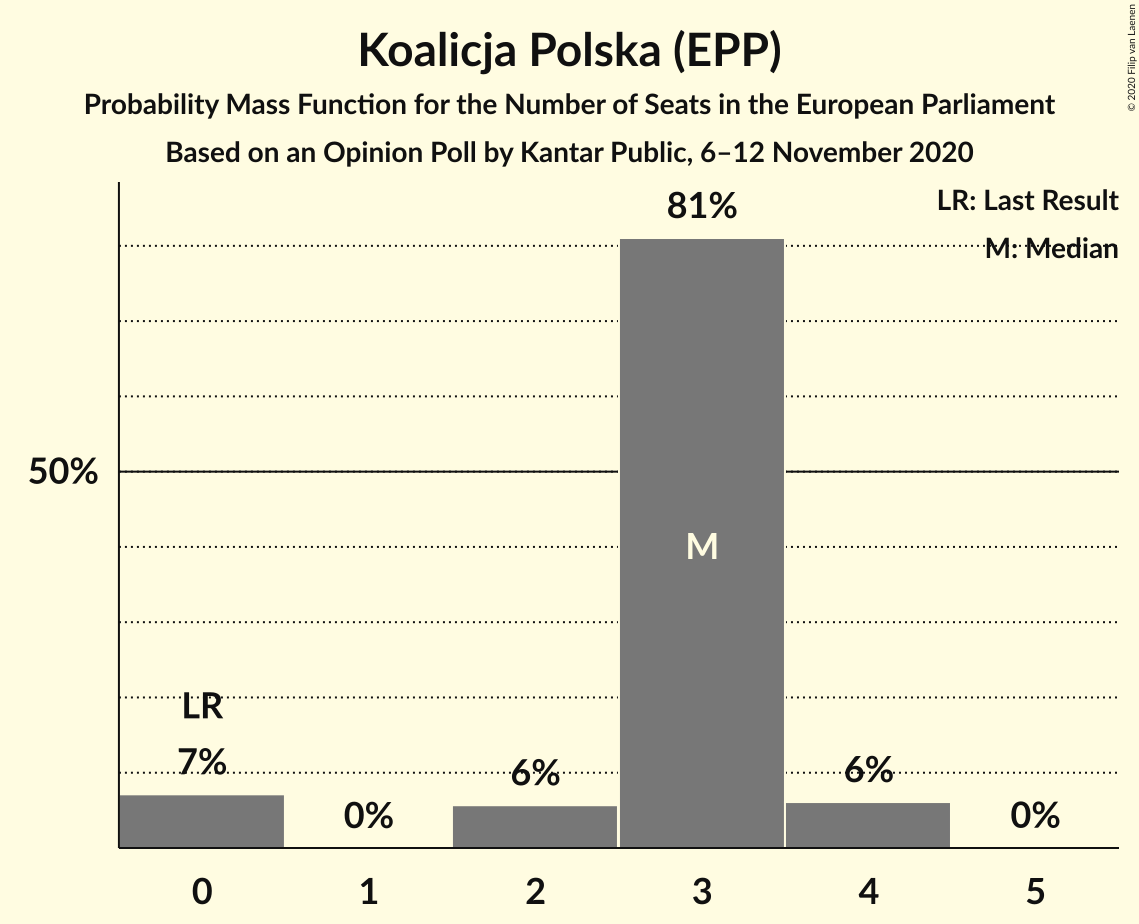 Koalicja Polska (EPP)
Probability Mass Function for the Number of Seats in the European Parliament
Based on an Opinion Poll by Kantar Public, 6–12 November 2020
© 2020 Filip van Laenen
LR: Last Result
M: Median
81%
50%
M
LR
7%
0%
6%
6%
0%
0 1 2 3 4 5